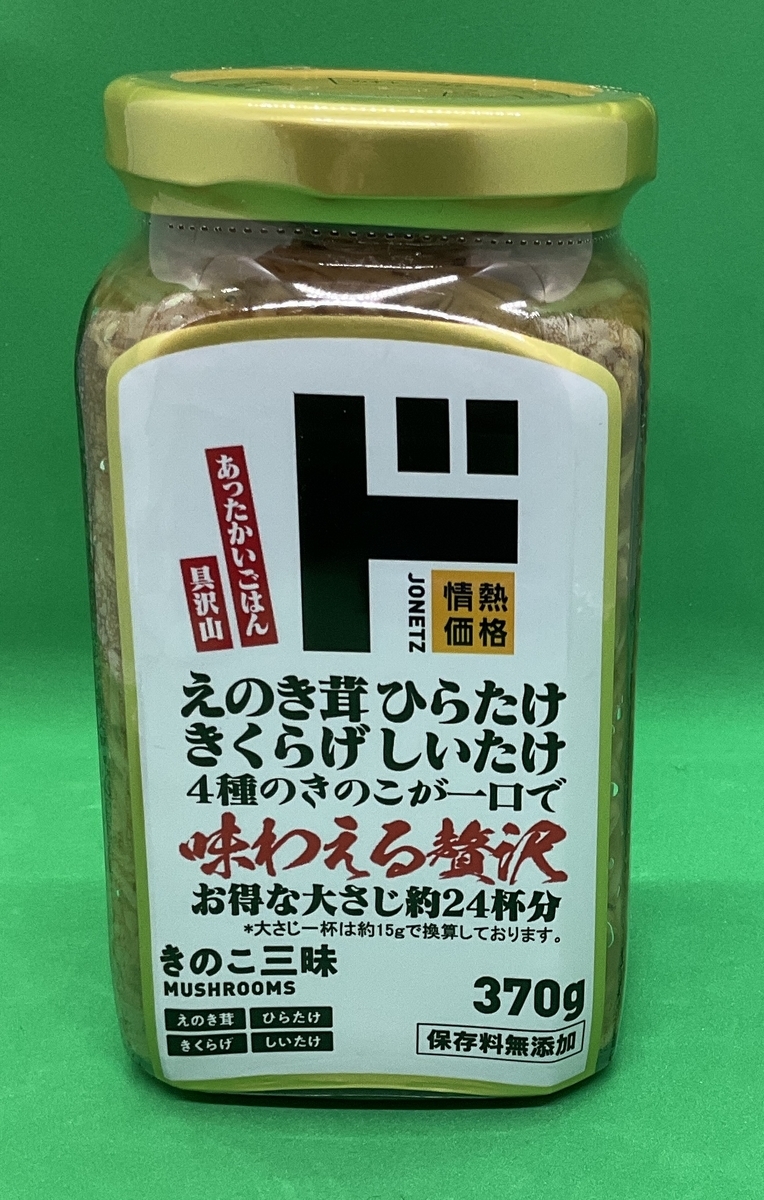 ド
JONETZ
情熱
価格
あったかいごはん
具沢山
えのき茸 ひらたけ
きくらげ しいたけ
4種のきのこが一口で
味わえる贅沢
お得な大さじ約24杯分
*大さじ一杯は約15gで換算しております。
きのこ三昧
MUSHROOMS
えのき茸 ひらたけ
きくらげ しいたけ
370g
保存料無添加